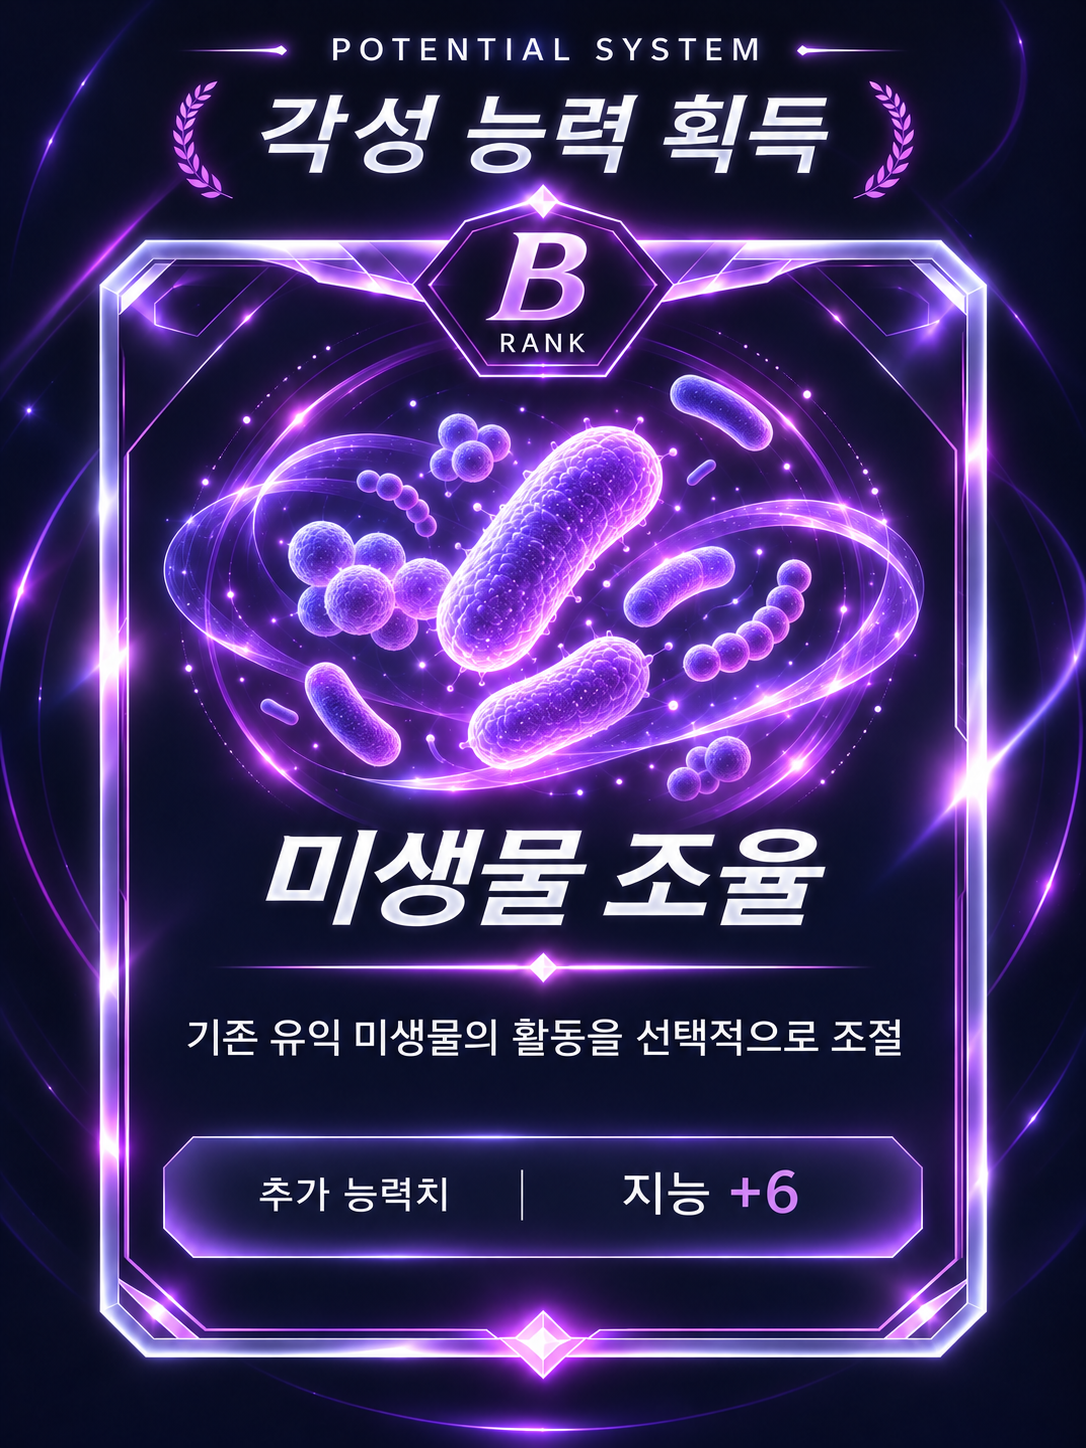 POTENTIAL SYSTEM
각성 능력 획득
B
RANK
미생물 조율
기존 유익 미생물의 활동을 선택적으로 조절
추가 능력치 | 지능 +6